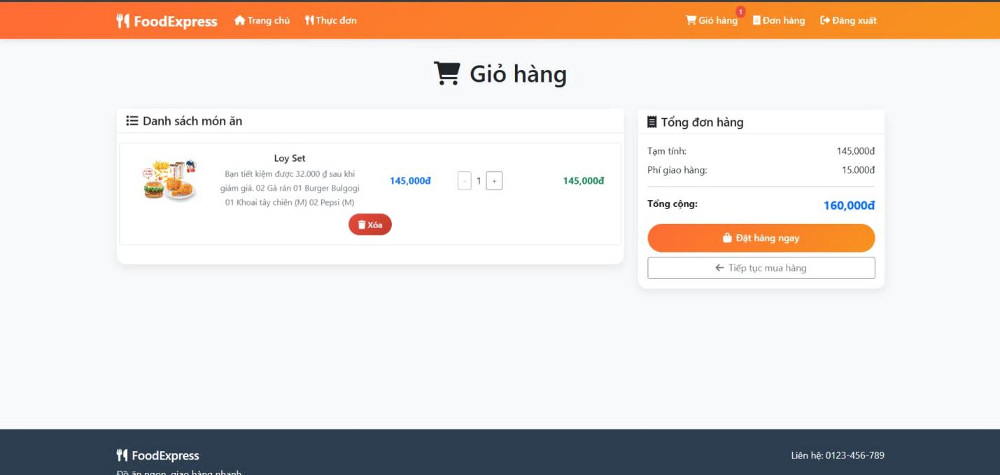 FoodExpress
Trang chủ
Thực đơn
Giỏ hàng
1
Đơn hàng
Đăng xuất
Giỏ hàng
Danh sách món ăn
Loy Set
Bạn tiết kiệm được 32.000 ₫ sau khi
giảm giá. 02 Gà rán 01 Burger Bulgogi
01 Khoai tây chiên (M) 02 Pepsi (M)
145,000đ
- 1 +
145,000đ
Xóa
Tổng đơn hàng
Tạm tính: 145,000đ
Phí giao hàng: 15.000đ
Tổng cộng: 160,000đ
Đặt hàng ngay
Tiếp tục mua hàng
FoodExpress
Đồ ăn ngon, giao hàng nhanh
Liên hệ: 0123-456-789